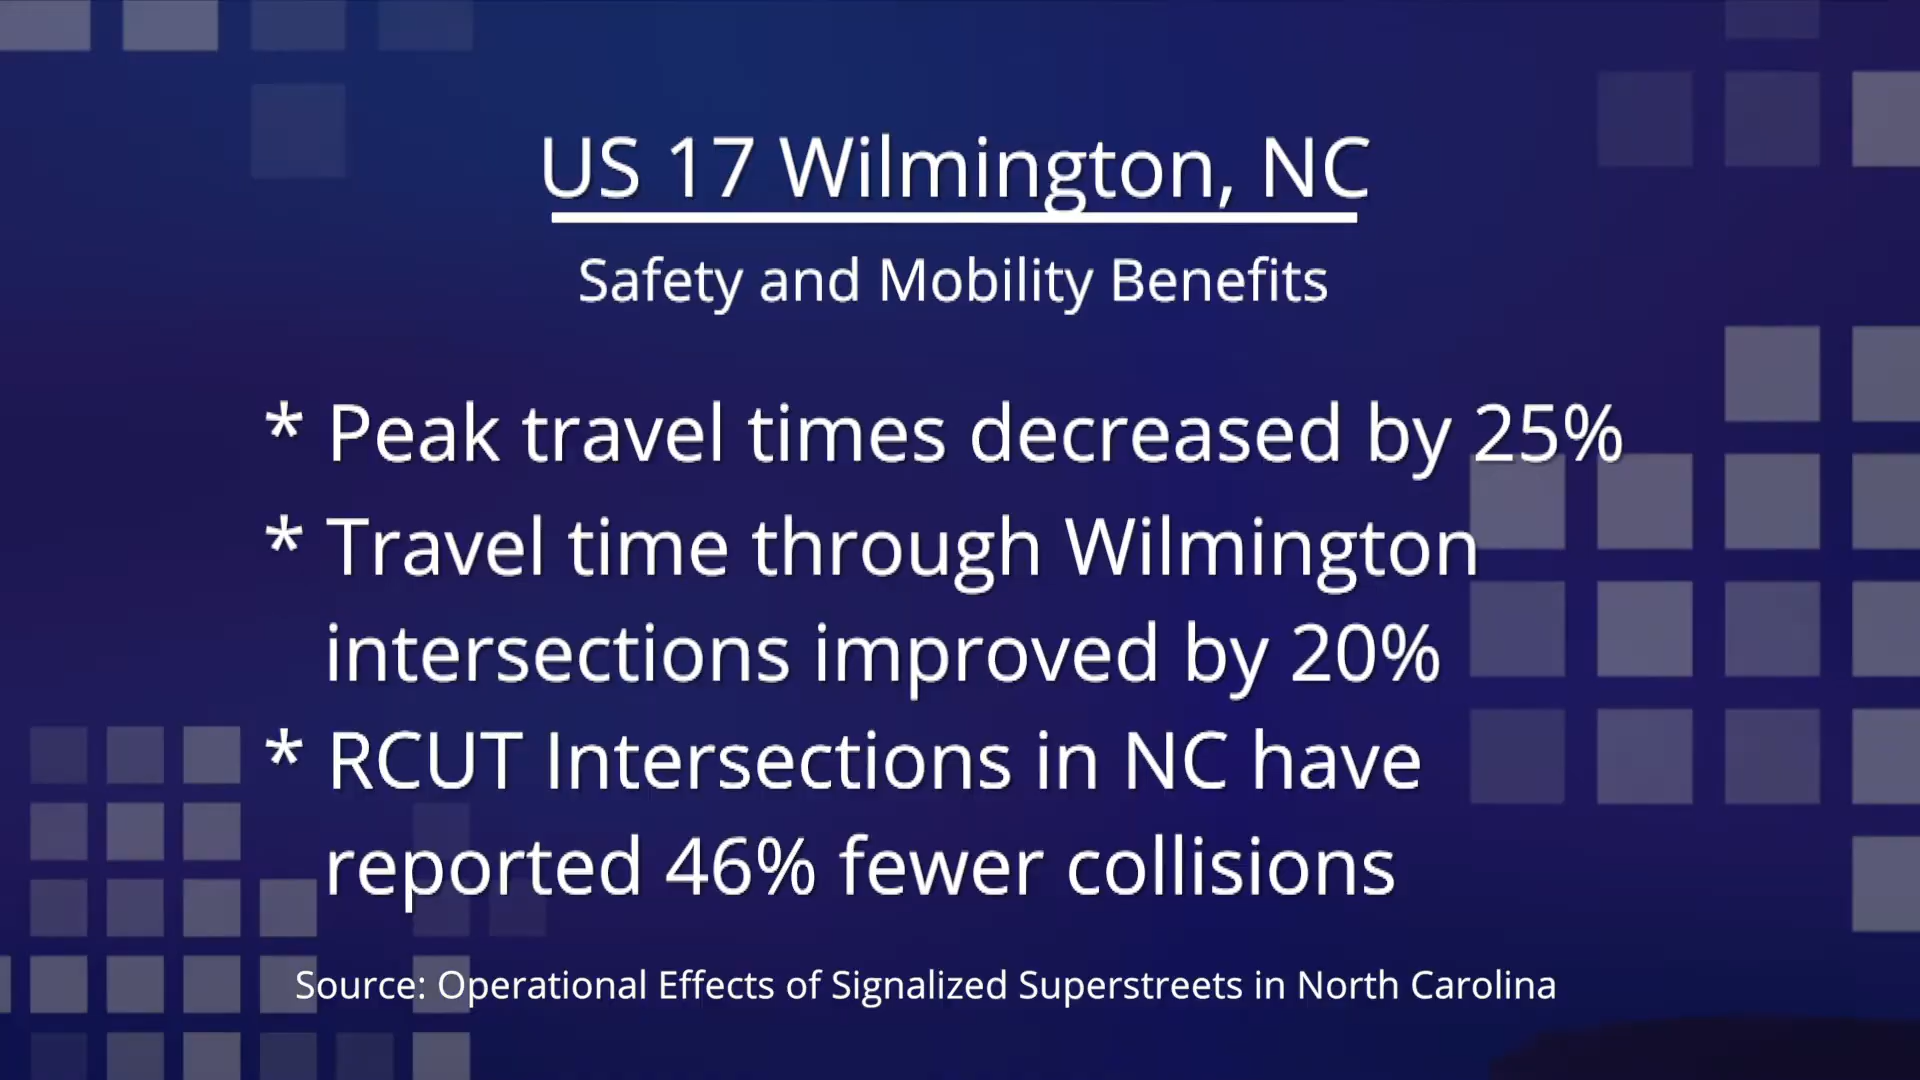 US 17 Wilmington, NC
Safety and Mobility Benefits
* Peak travel times decreased by 25%
* Travel time through Wilmington
intersections improved by 20%
* RCUT Intersections in NC have
reported 46% fewer collisions
Source: Operational Effects of Signalized Superstreets in North Carolina